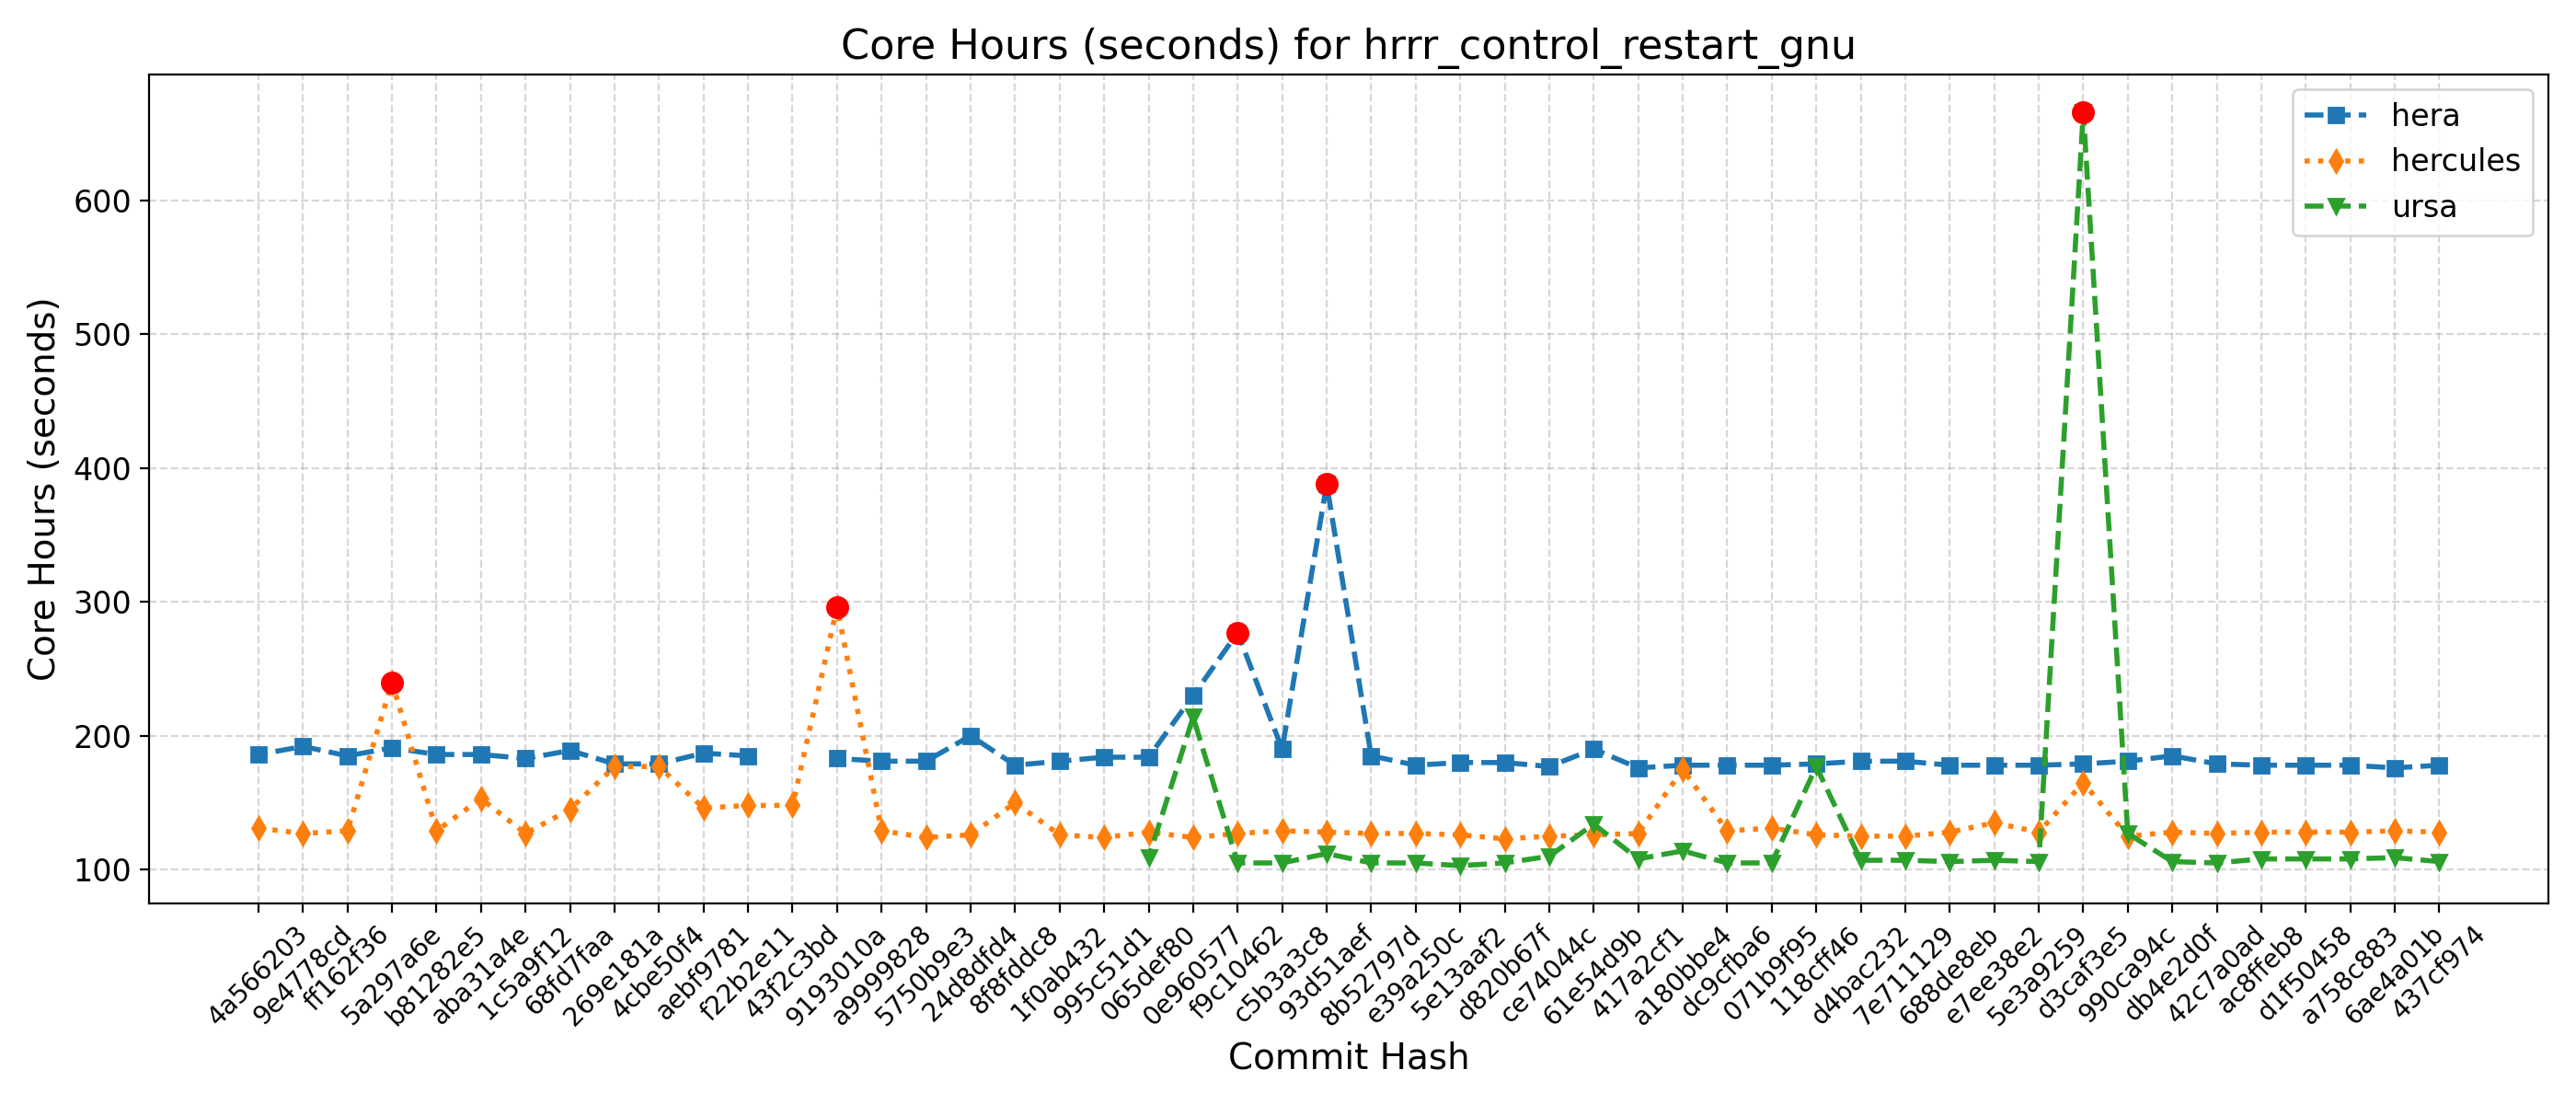 Core Hours (seconds) for hrrr_control_restart_gnu
hera
hercules
ursa
Core Hours (seconds)
600
500
400
300
200
100
4a566203
9e4778cd
ff162f36
5a297a6e
b81282e5
aba31a4e
1c5a9f12
68fd7faa
269e181a
4cbe50f4
aebf9781
f22b2e11
43f2c3bd
9193010a
a9999828
5750b9e3
24d8dfd4
8f8fddc8
1f0ab432
995c51d1
065def80
0e960577
f9c10462
c5b3a3c8
93d51aef
8b52797d
e39a250c
5e13aaf2
d820b67f
ce74044c
61e54d9b
417a2cf1
a180bbe4
dc9cfba6
071b9f95
118cff46
d4bac232
7e711129
688de8eb
e7ee38e2
5e3a9259
d3caf3e5
990ca94c
db4e2d0f
42c7a0ad
ac8ffeb8
d1f50458
a758c883
6ae4a01b
437cf974
Commit Hash